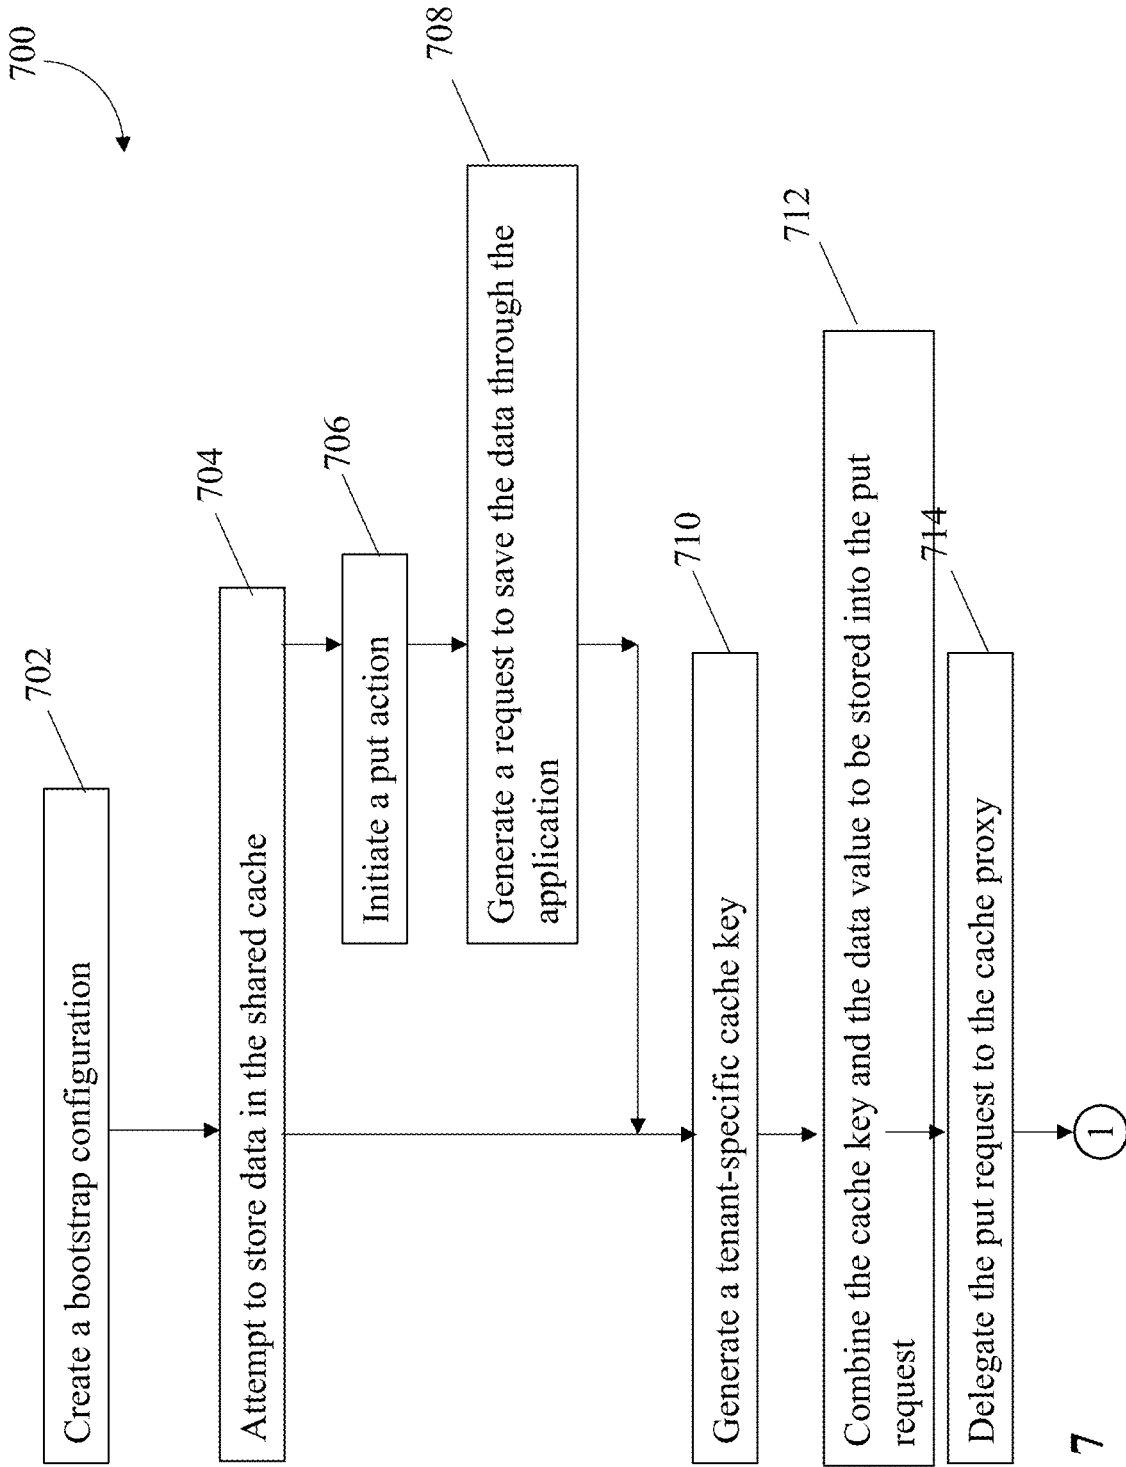 700
702
Create a bootstrap configuration
704
Attempt to store data in the shared cache
706
Initiate a put action
708
Generate a request to save the data through the
application
710
Generate a tenant-specific cache key
712
Combine the cache key and the data value to be stored into the put
request
714
Delegate the put request to the cache proxy
1
7